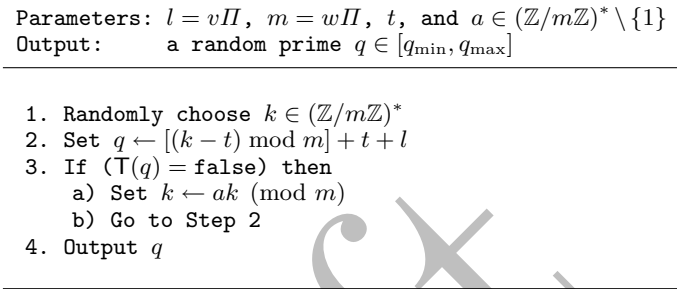 Parameters: l = vΠ, m = wΠ, t, and a ∈ (ℤ/mℤ)* \ {1}
Output: a random prime q ∈ [q_min, q_max]
1. Randomly choose k ∈ (ℤ/mℤ)*
2. Set q ← [(k − t) mod m] + t + l
3. If (T(q) = false) then
a) Set k ← ak (mod m)
b) Go to Step 2
4. Output q